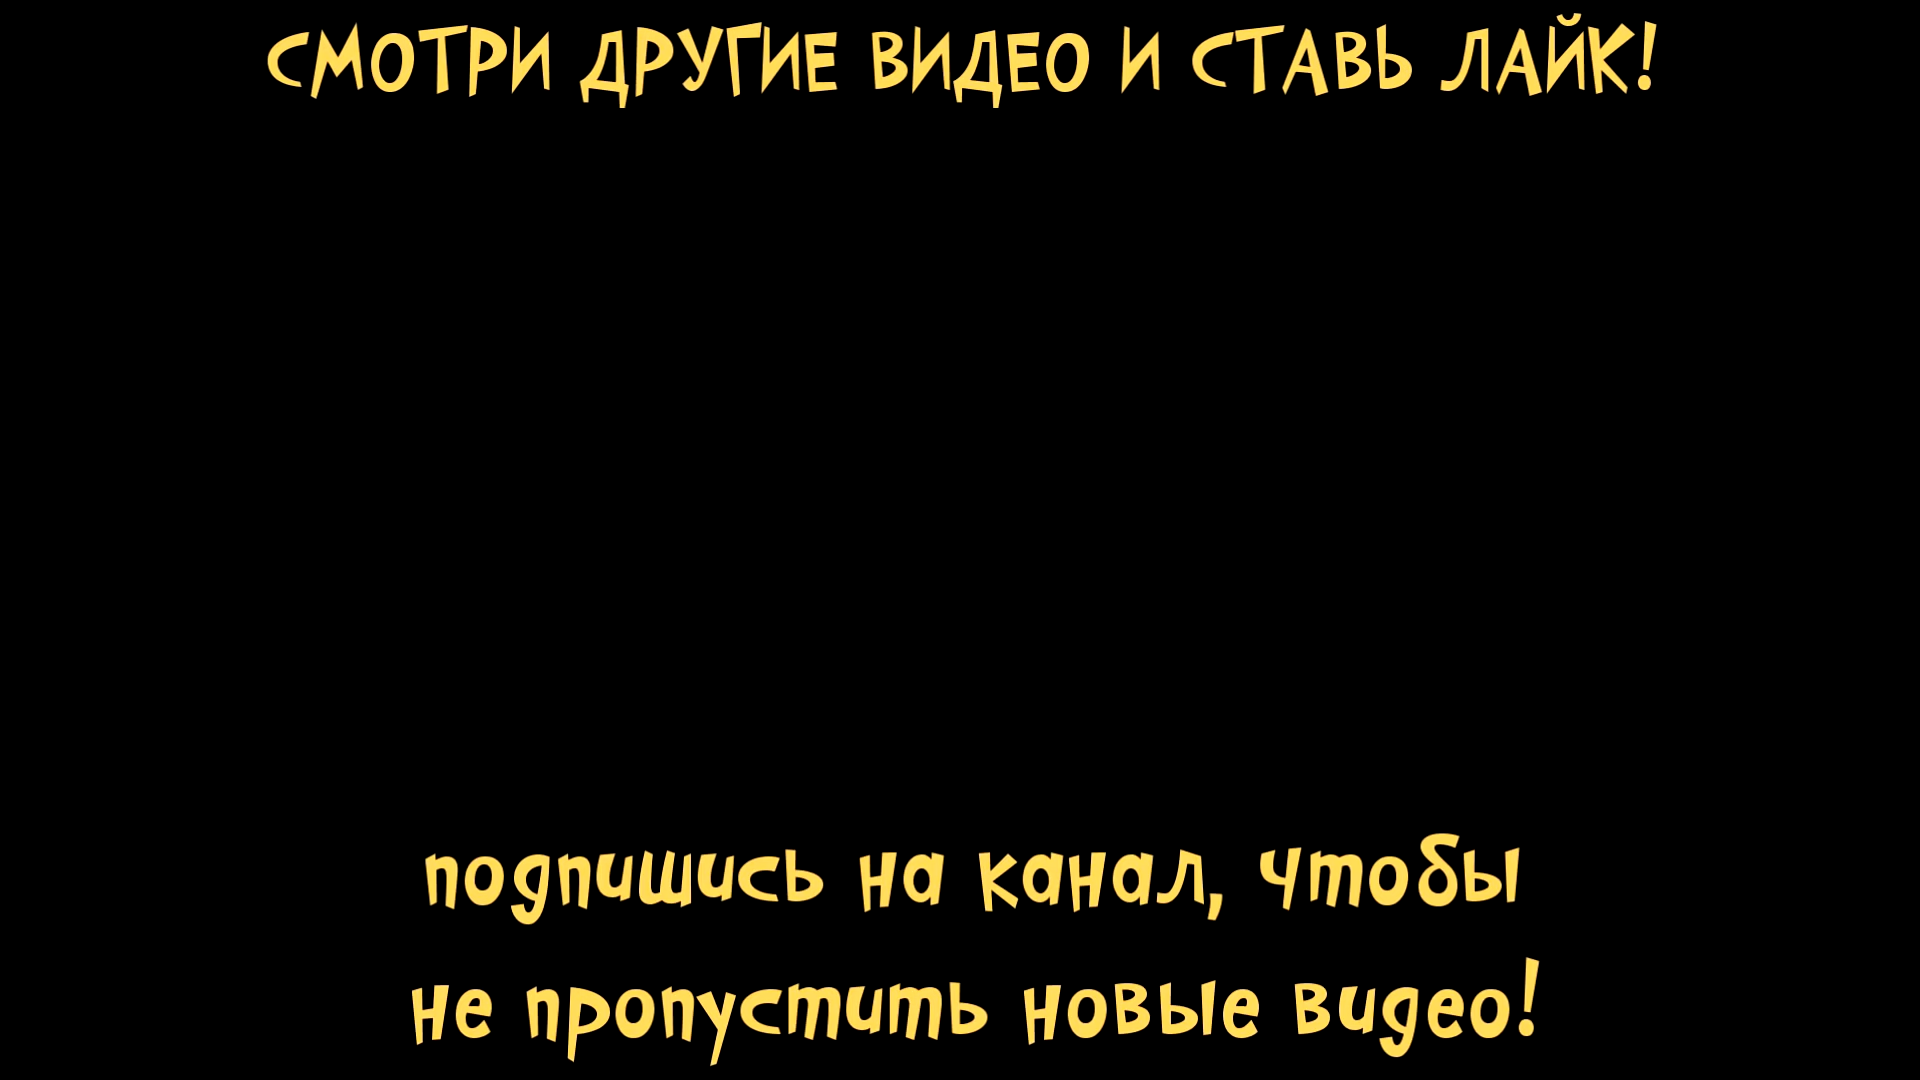 СМОТРИ ДРУГИЕ ВИДЕО И СТАВЬ ЛАЙК!
подпишись на канал, чтобы
не пропустить новые видео!